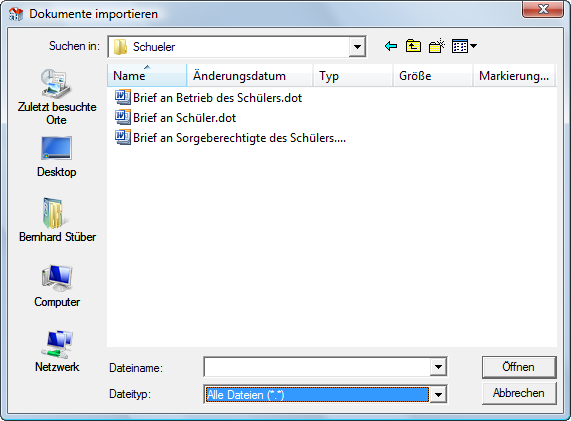 Dokumente importieren
Suchen in:
Schueler
Name Änderungsdatum Typ Größe Markierung...
Brief an Betrieb des Schülers.dot
Brief an Schüler.dot
Brief an Sorgeberechtigte des Schülers....
Zuletzt besuchte
Orte
Desktop
Bernhard Stüber
Computer
Netzwerk
Dateiname:
Öffnen
Dateityp:
Alle Dateien (*.*)
Abbrechen